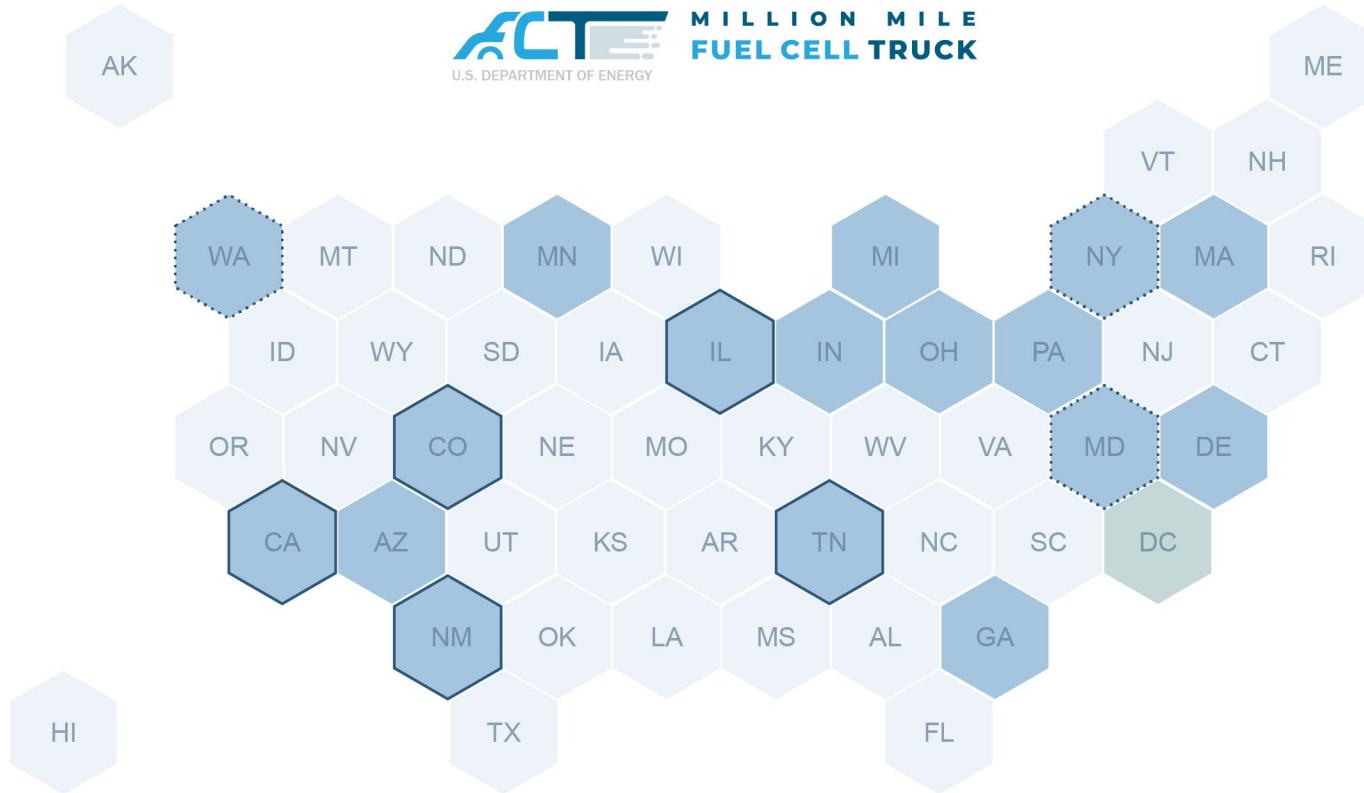 MILLION MILE
FUEL CELL TRUCK
FCT
U.S. DEPARTMENT OF ENERGY
AK
ME
VT NH
WA MT ND MN WI MI NY MA RI
ID WY SD IA IL IN OH PA NJ CT
OR NV CO NE MO KY WV VA MD DE
CA AZ UT KS AR TN NC SC DC
NM OK LA MS AL GA
HI TX FL